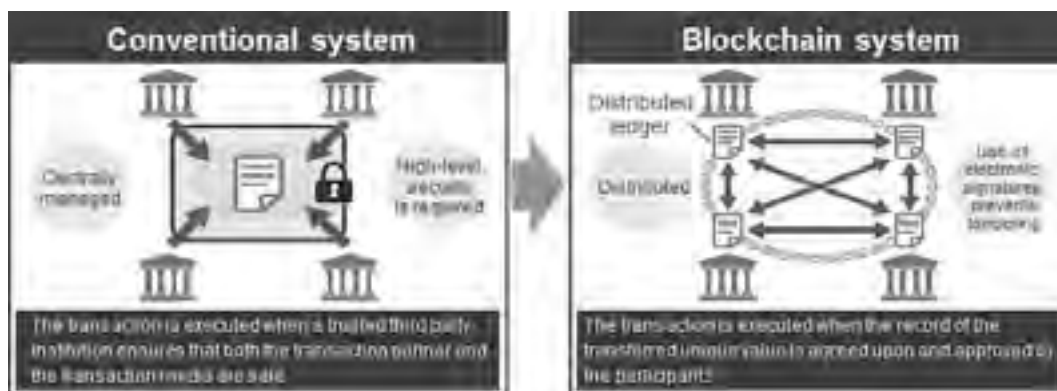 Conventional system
Centrally
managed
High-level
security
is required
The transaction is executed when a trusted third party
institution ensures that both the transaction partner and
the transaction media are safe
Blockchain system
Distributed
ledger
Distributed
Use of
electronic
signatures
prevents
tampering
The transaction is executed when the record of the
unique value is agreed upon and approved by
the participants